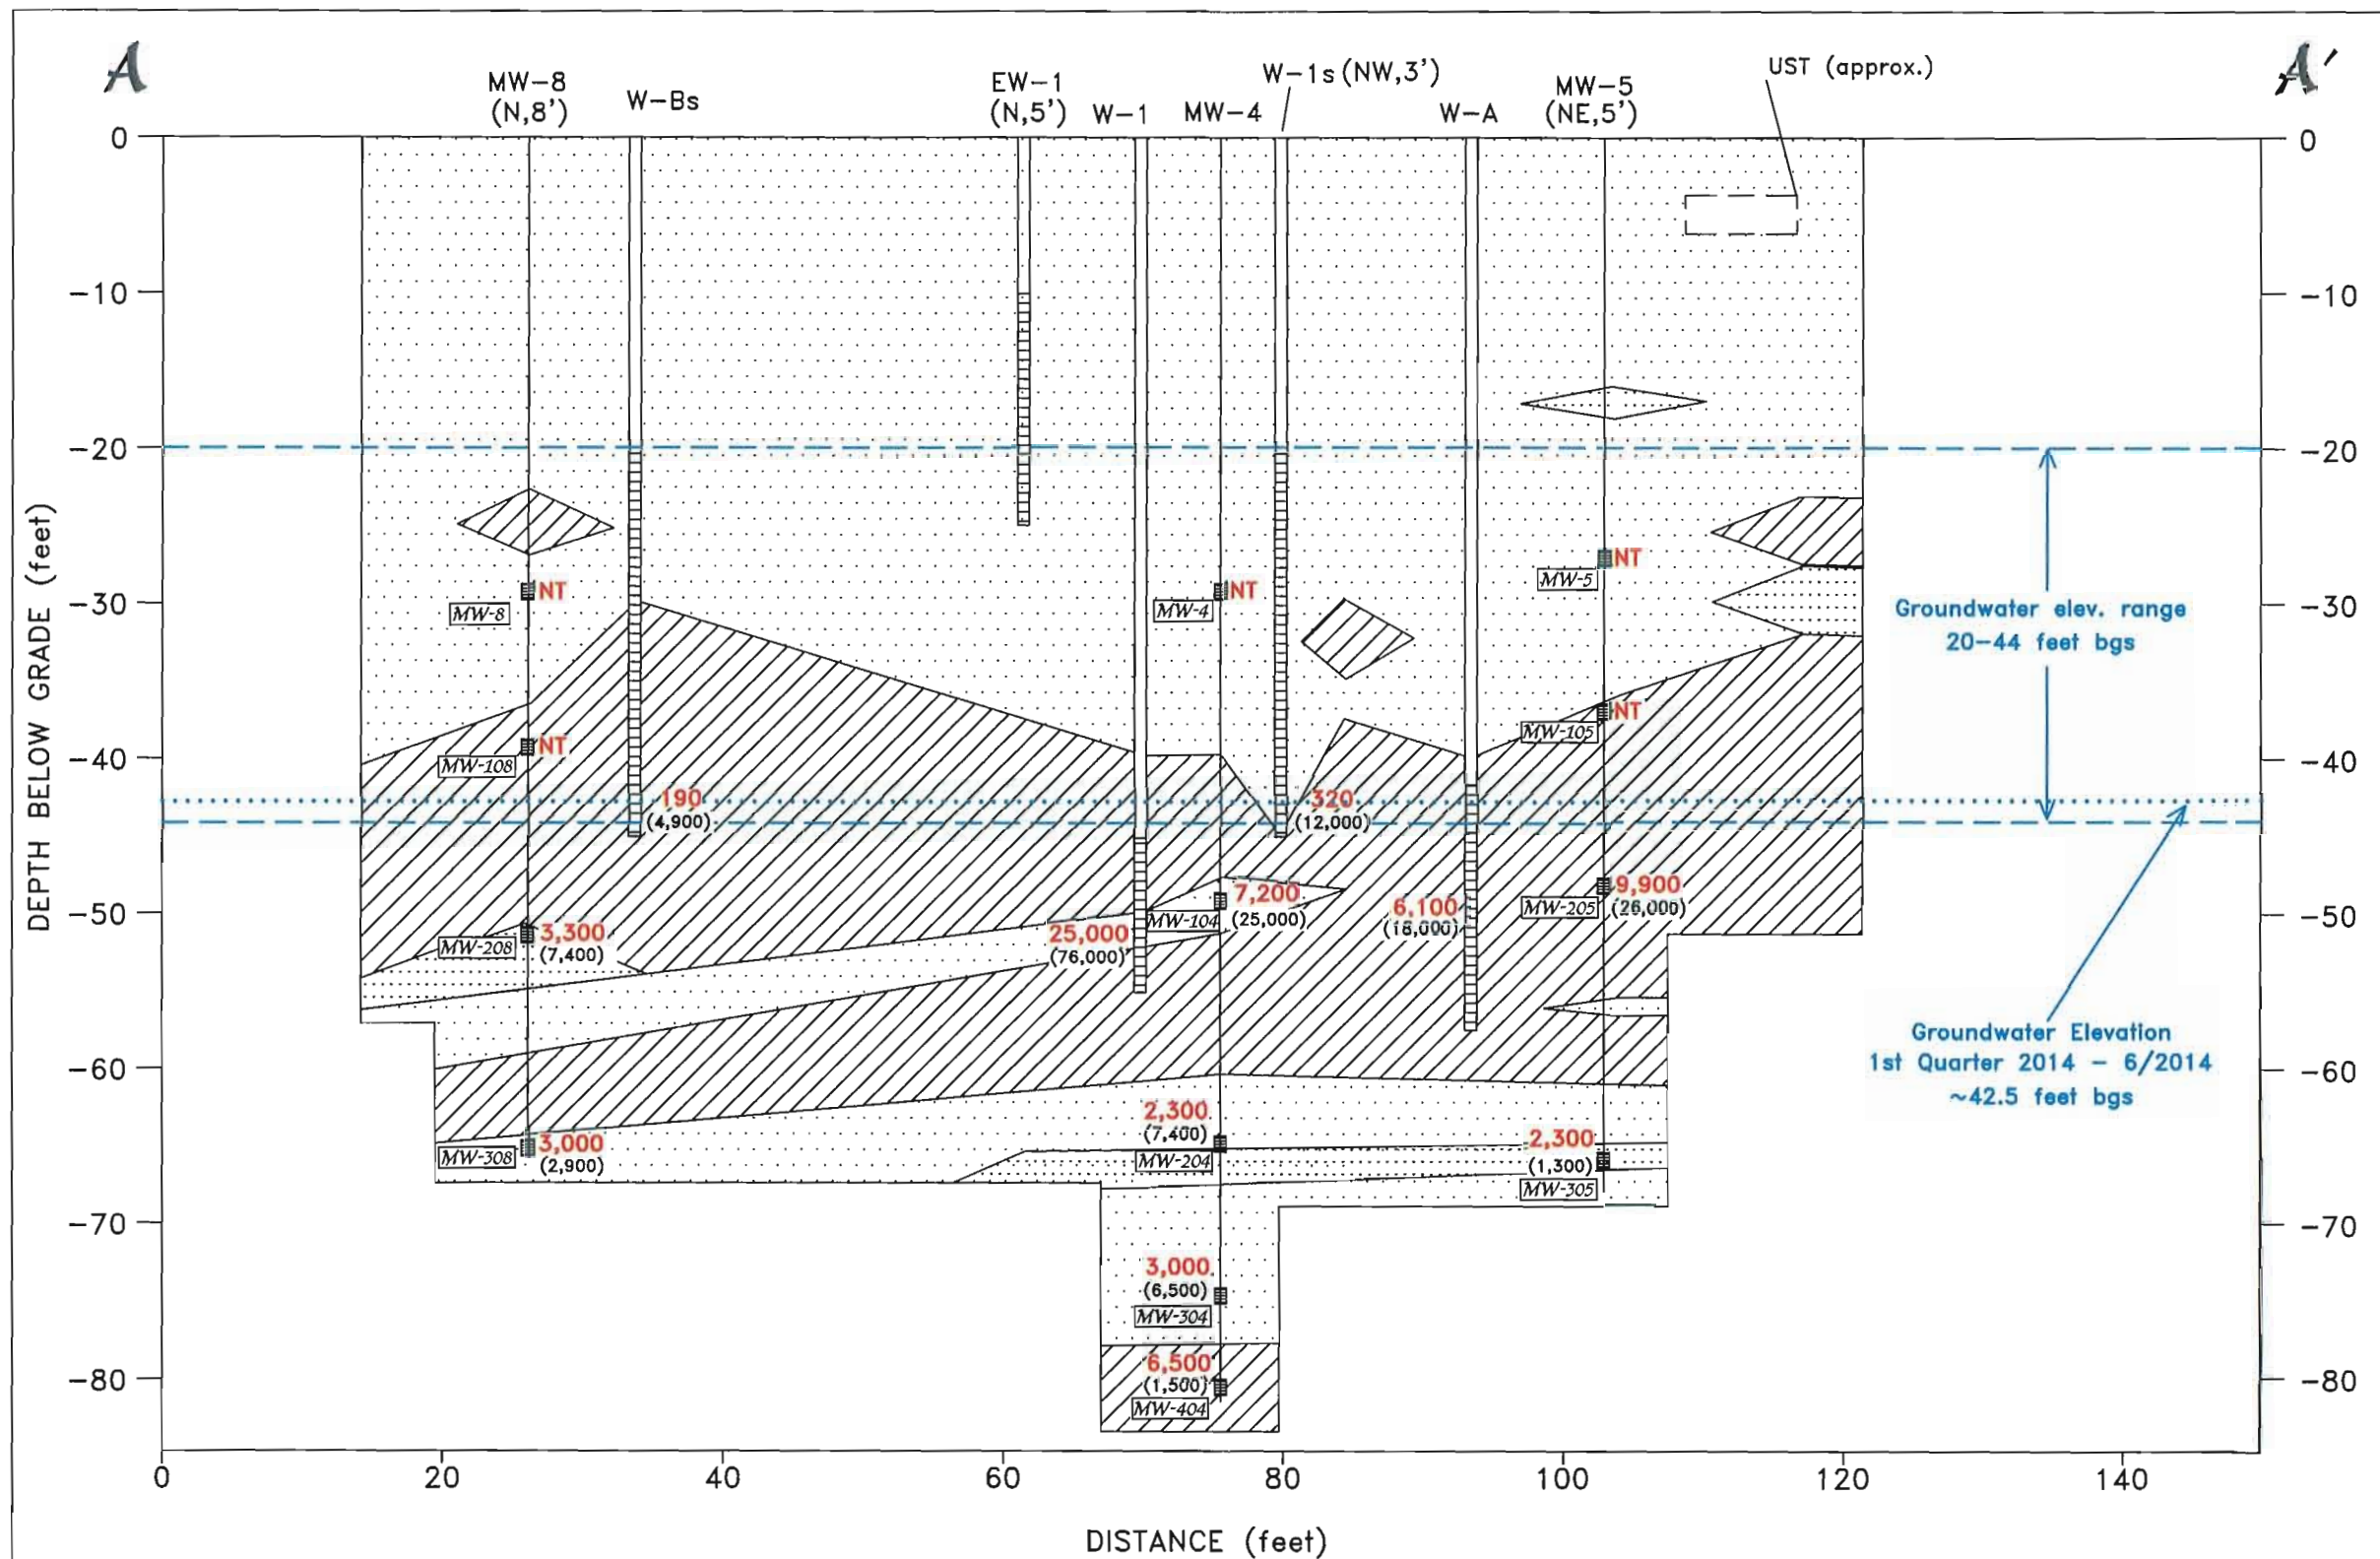 A
A'
MW-8
(N,8')
W-Bs
EW-1
(N,5')
W-1
MW-4
W-1s (NW,3')
W-A
MW-5
(NE,5')
UST (approx.)
0
-10
-20
-30
-40
-50
-60
-70
-80
DEPTH BELOW GRADE (feet)
0
-10
-20
-30
-40
-50
-60
-70
-80
NT
MW-8
NT
MW-108
3,300
(7,400)
MW-208
3,000
(2,900)
MW-308
190
(4,900)
25,000
(76,000)
NT
MW-4
7,200
(25,000)
MW-104
2,300
(7,400)
MW-204
3,000
(6,500)
MW-304
6,500
(1,500)
MW-404
320
(12,000)
6,100
(18,000)
NT
MW-5
NT
MW-105
9,900
(26,000)
MW-205
2,300
(1,300)
MW-305
Groundwater elev. range
20-44 feet bgs
Groundwater Elevation
1st Quarter 2014 - 6/2014
~42.5 feet bgs
0
20
40
60
80
100
120
140
DISTANCE (feet)